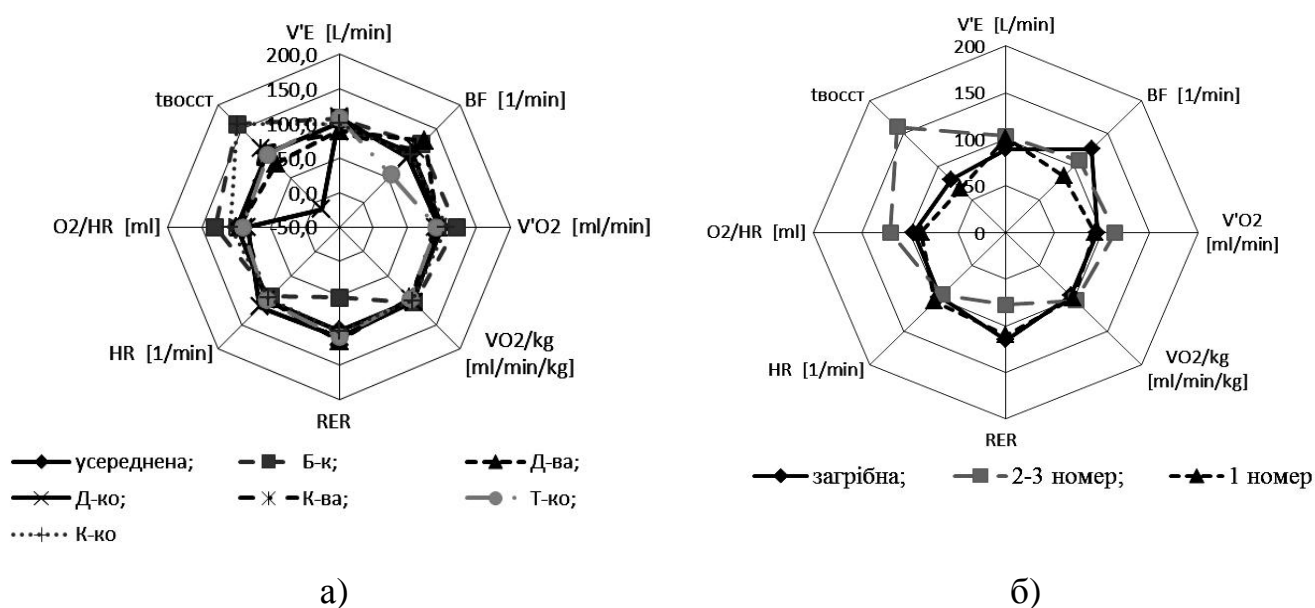 V'E [L/min]
200,0
150,0
100,0
50,0
0,0
-50,0
BF [1/min]
V'O2 [ml/min]
VO2/kg
[ml/min/kg]
RER
HR [1/min]
O2/HR [ml]
tвосст
усереднена;
Б-к;
Д-ва;
Д-ко;
К-ва;
Т-ко;
К-ко
а)
V'E [L/min]
200
150
100
50
0
BF [1/min]
V'O2
[ml/min]
VO2/kg
[ml/min/kg]
RER
HR [1/min]
O2/HR [ml]
tвосст
загрібна;
2-3 номер;
1 номер
б)